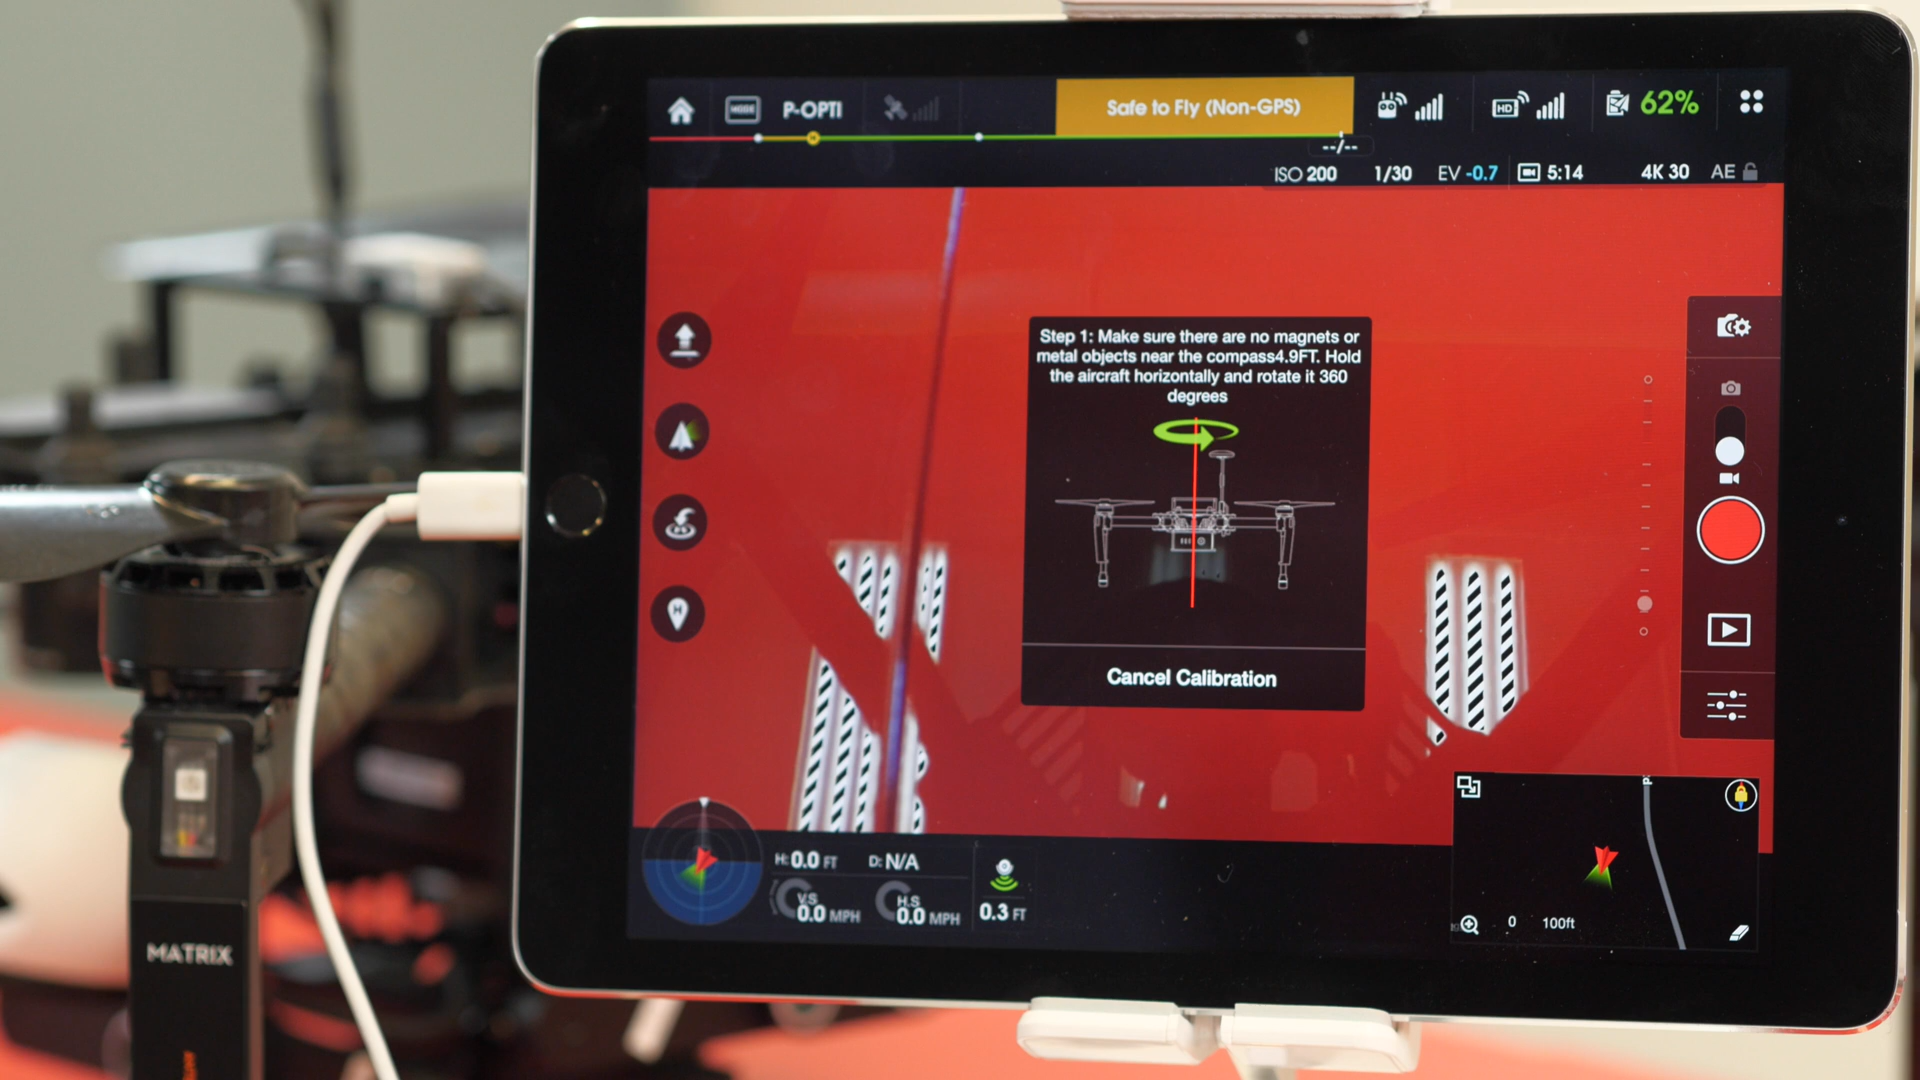 MODE P-OPTI Safe to Fly (Non-GPS) HD 62%
H
--/--
ISO 200 1/30 EV -0.7 5:14 4K 30 AE
Step 1: Make sure there are no magnets or
metal objects near the compass4.9FT. Hold
the aircraft horizontally and rotate it 360
degrees
Cancel Calibration
H
H: 0.0 FT D: N/A
V.S
0.0 MPH
H.S
0.0 MPH
0.3 FT
0 100ft
MATRIX